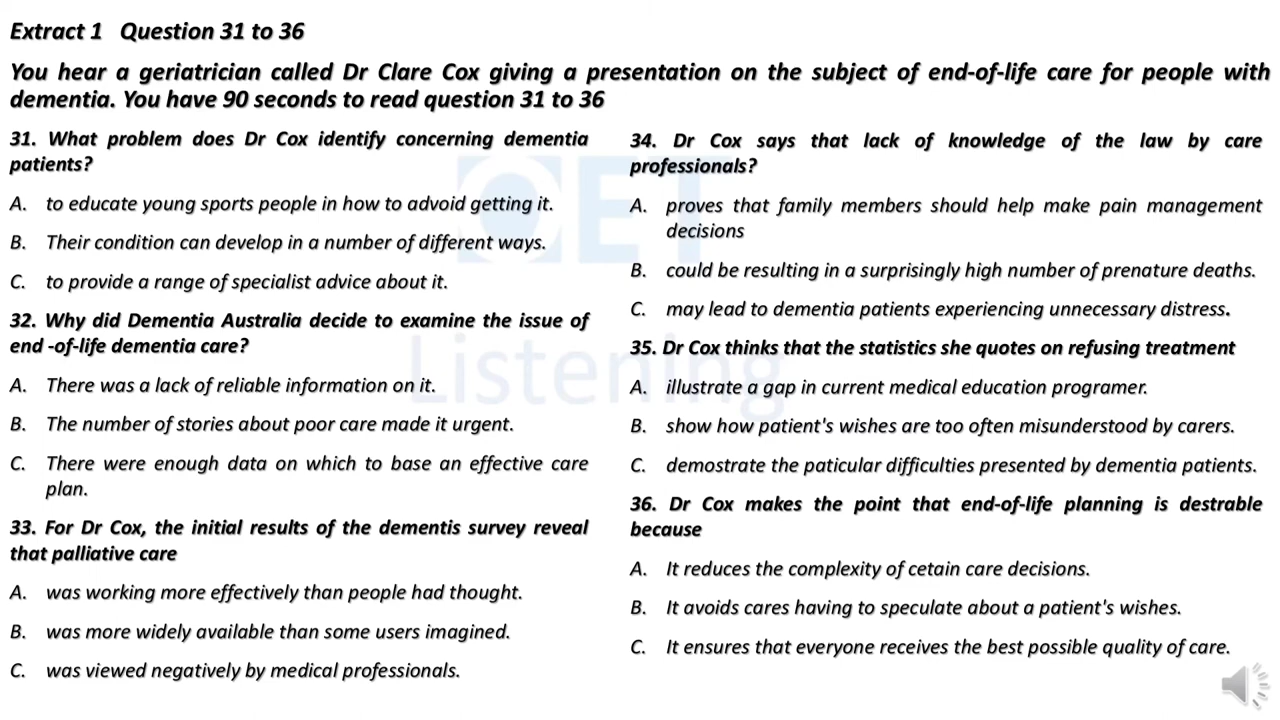 Extract 1 Question 31 to 36
You hear a geriatrician called Dr Clare Cox giving a presentation on the subject of end-of-life care for people with
dementia. You have 90 seconds to read question 31 to 36
31. What problem does Dr Cox identify concerning dementia
patients?
A. to educate young sports people in how to advoid getting it.
B. Their condition can develop in a number of different ways.
C. to provide a range of specialist advice about it.
32. Why did Dementia Australia decide to examine the issue of
end -of-life dementia care?
A. There was a lack of reliable information on it.
B. The number of stories about poor care made it urgent.
C. There were enough data on which to base an effective care
plan.
33. For Dr Cox, the initial results of the dementis survey reveal
that palliative care
A. was working more effectively than people had thought.
B. was more widely available than some users imagined.
C. was viewed negatively by medical professionals.
34. Dr Cox says that lack of knowledge of the law by care
professionals?
A. proves that family members should help make pain management
decisions
B. could be resulting in a surprisingly high number of prenature deaths.
C. may lead to dementia patients experiencing unnecessary distress.
35. Dr Cox thinks that the statistics she quotes on refusing treatment
A. illustrate a gap in current medical education programer.
B. show how patient's wishes are too often misunderstood by carers.
C. demostrate the paticular difficulties presented by dementia patients.
36. Dr Cox makes the point that end-of-life planning is destrable
because
A. It reduces the complexity of cetain care decisions.
B. It avoids cares having to speculate about a patient's wishes.
C. It ensures that everyone receives the best possible quality of care.
OET
Listening